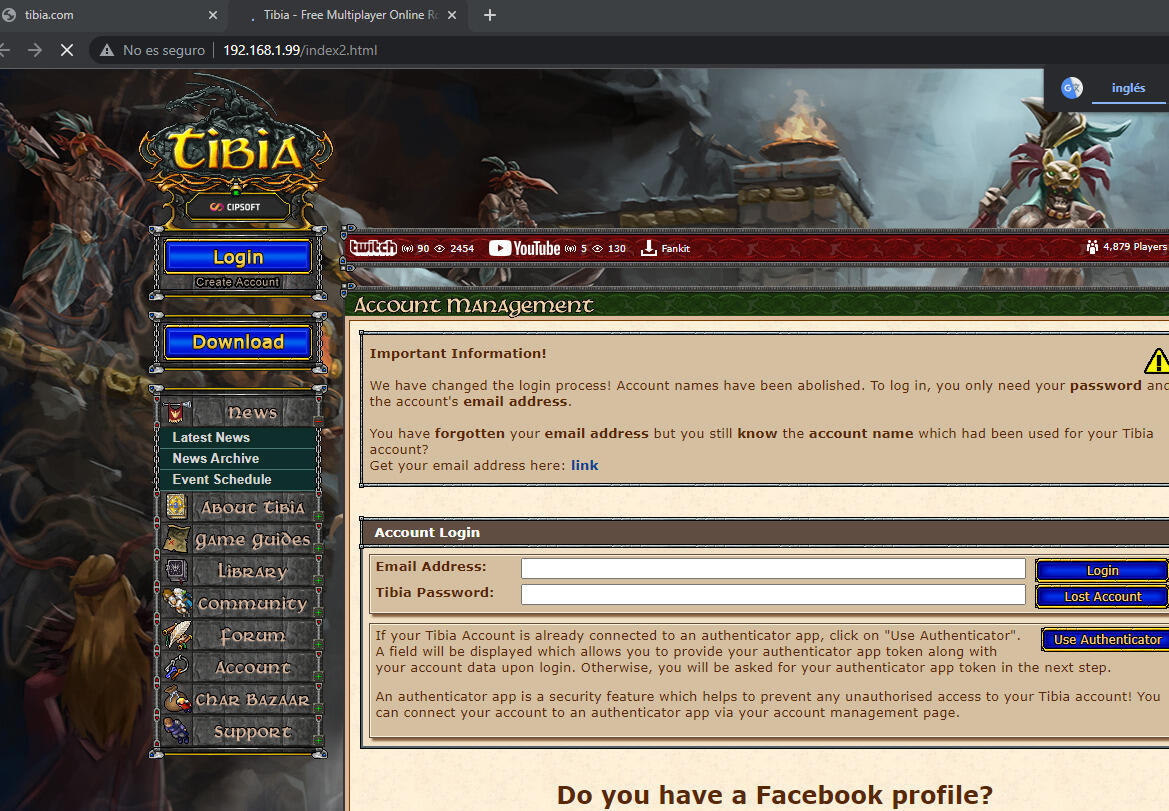 tibia.com
Tibia - Free Multiplayer Online Ro
No es seguro
192.168.1.99/index2.html
inglés
TIBIA
CIPSOFT
Login
Create Account
twitch 90 2454 YouTube 5 130 Fankit 4,879 Players
Account Management
Download
Important Information!
We have changed the login process! Account names have been abolished. To log in, you only need your password and
the account's email address.
You have forgotten your email address but you still know the account name which had been used for your Tibia
account?
Get your email address here: link
News
Latest News
News Archive
Event Schedule
About Tibia
Game Guides
Library
Community
Forum
Account
Char Bazaar
Support
Account Login
Email Address:
Login
Tibia Password:
Lost Account
If your Tibia Account is already connected to an authenticator app, click on "Use Authenticator".
Use Authenticator
A field will be displayed which allows you to provide your authenticator app token along with
your account data upon login. Otherwise, you will be asked for your authenticator app token in the next step.
An authenticator app is a security feature which helps to prevent any unauthorised access to your Tibia account! You
can connect your account to an authenticator app via your account management page.
Do you have a Facebook profile?